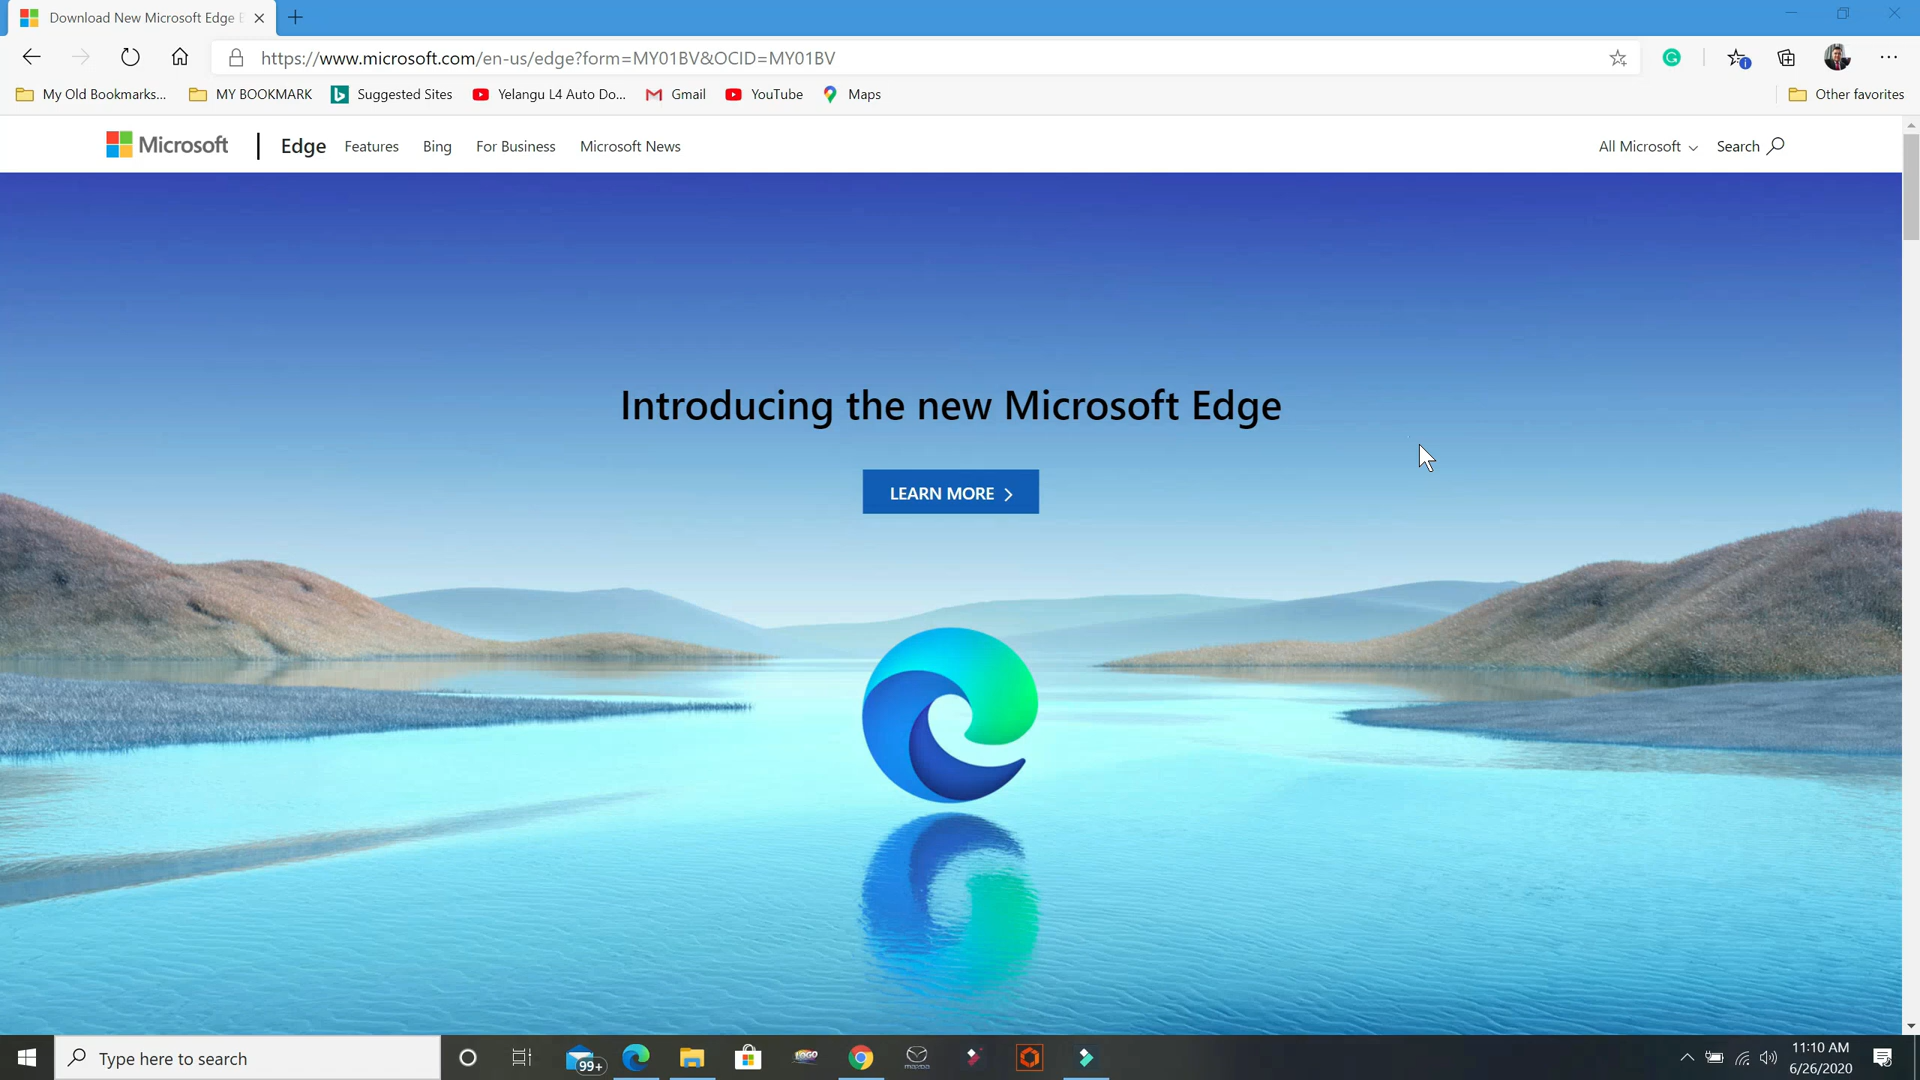 Download New Microsoft Edge
https://www.microsoft.com/en-us/edge?form=MY01BV&OCID=MY01BV
My Old Bookmarks... MY BOOKMARK Suggested Sites Yelangu L4 Auto Do... Gmail YouTube Maps Other favorites
Microsoft Edge Features Bing For Business Microsoft News All Microsoft Search
Introducing the new Microsoft Edge
LEARN MORE
Type here to search
99+
LOGO
mazda
11:10 AM
6/26/2020